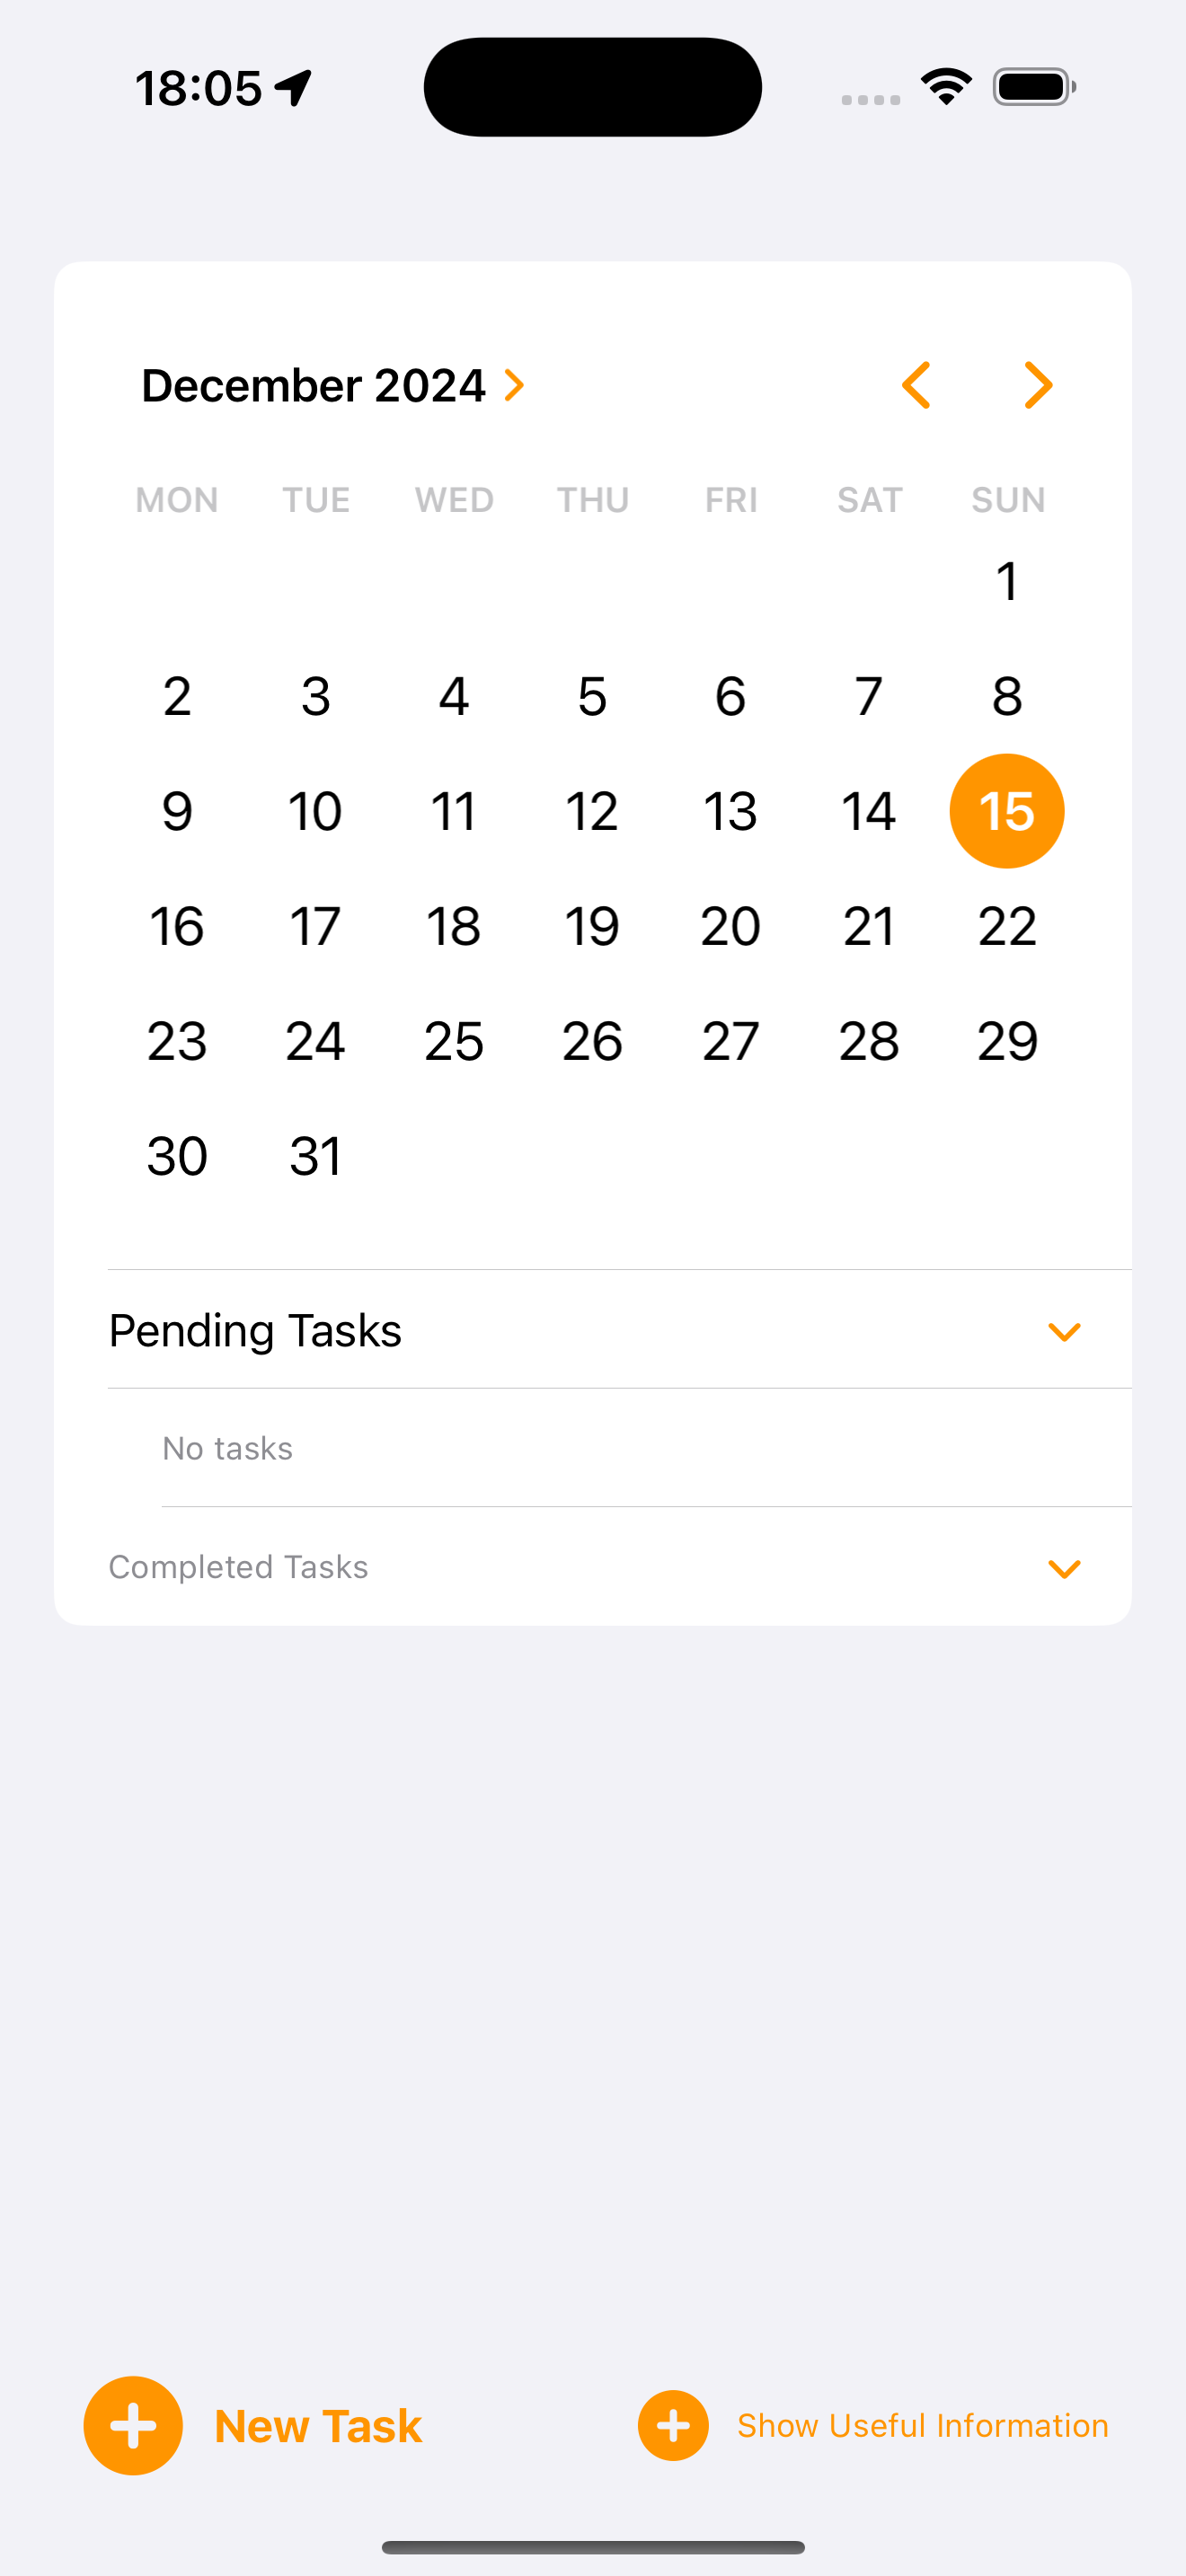 18:05
December 2024
MON TUE WED THU FRI SAT SUN
1
2 3 4 5 6 7 8
9 10 11 12 13 14 15
16 17 18 19 20 21 22
23 24 25 26 27 28 29
30 31
Pending Tasks
No tasks
Completed Tasks
New Task Show Useful Information